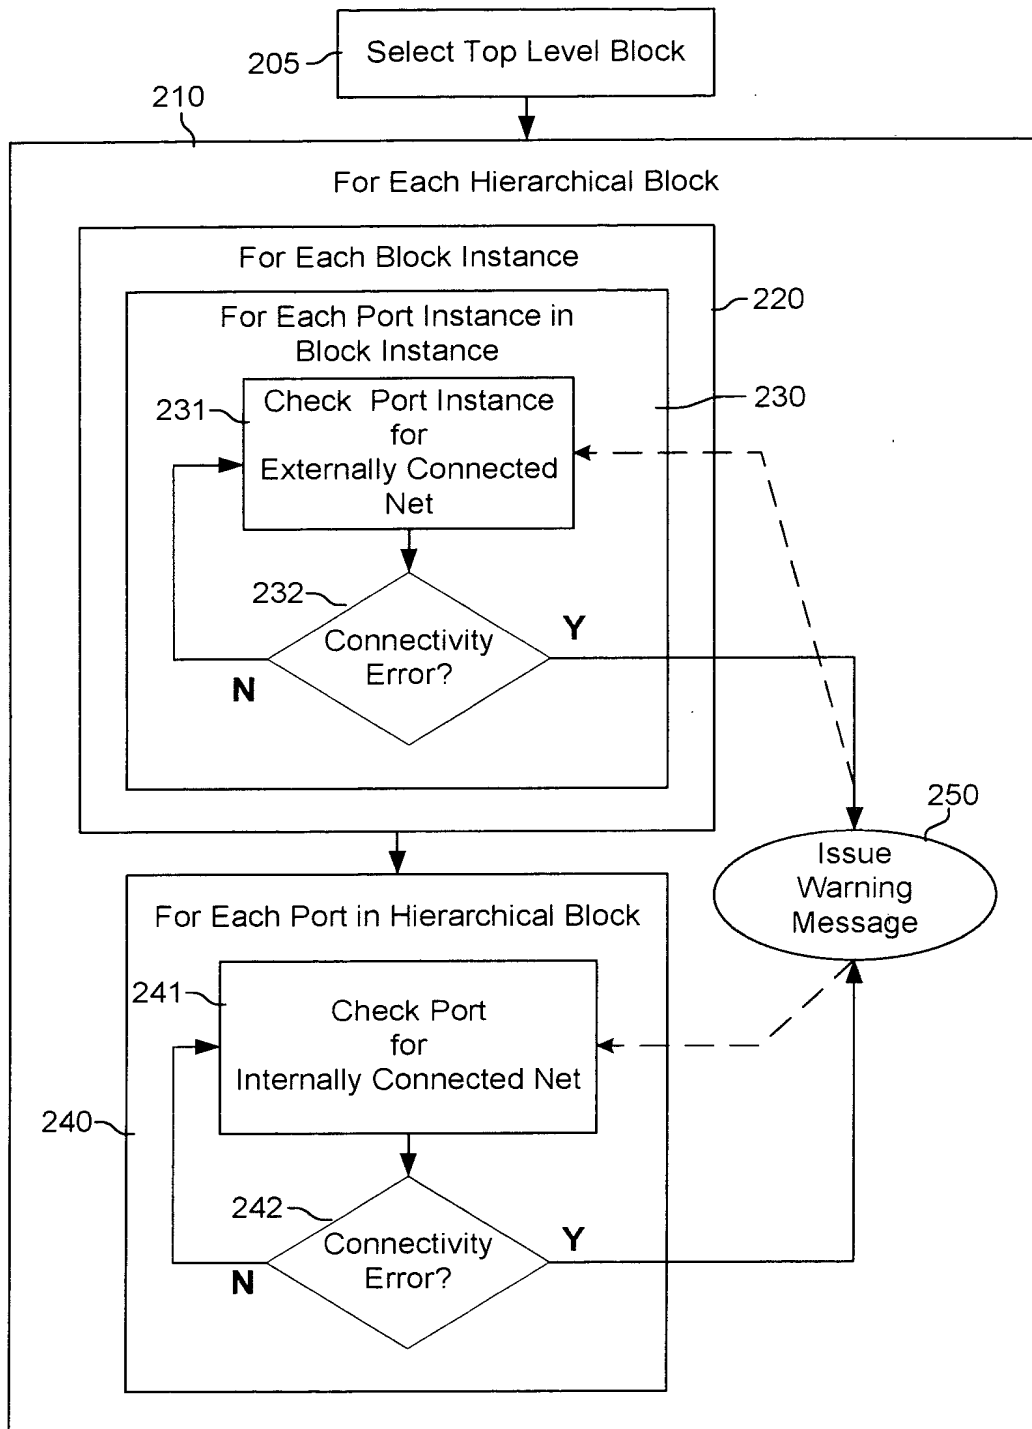 205
Select Top Level Block
210
For Each Hierarchical Block
For Each Block Instance
220
For Each Port Instance in
Block Instance
230
231
Check Port Instance
for
Externally Connected
Net
232
Connectivity
Error?
Y
N
250
Issue
Warning
Message
For Each Port in Hierarchical Block
241
Check Port
for
Internally Connected Net
240
242
Connectivity
Error?
Y
N